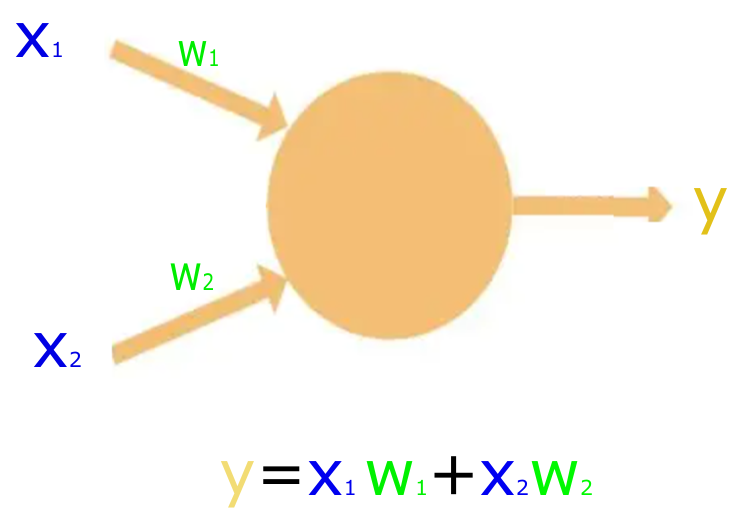 x₁
w₁
y
w₂
x₂
y=x₁w₁+x₂w₂